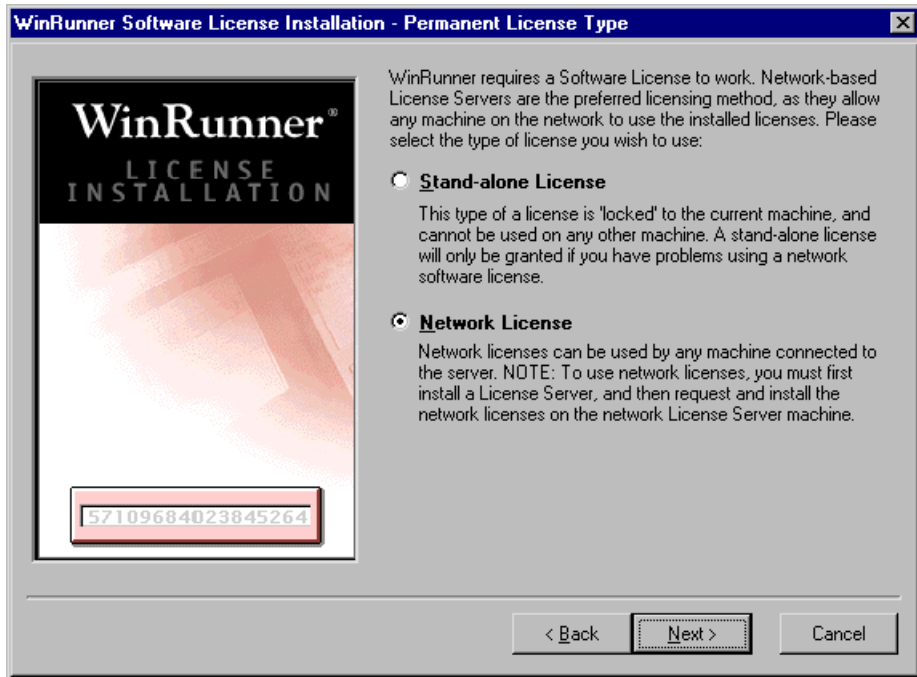 WinRunner Software License Installation - Permanent License Type
WinRunner®
LICENSE
INSTALLATION
57109684023845264
WinRunner requires a Software License to work. Network-based
License Servers are the preferred licensing method, as they allow
any machine on the network to use the installed licenses. Please
select the type of license you wish to use:
Stand-alone License
This type of a license is 'locked' to the current machine, and
cannot be used on any other machine. A stand-alone license
will only be granted if you have problems using a network
software license.
Network License
Network licenses can be used by any machine connected to
the server. NOTE: To use network licenses, you must first
install a License Server, and then request and install the
network licenses on the network License Server machine.
< Back
Next >
Cancel